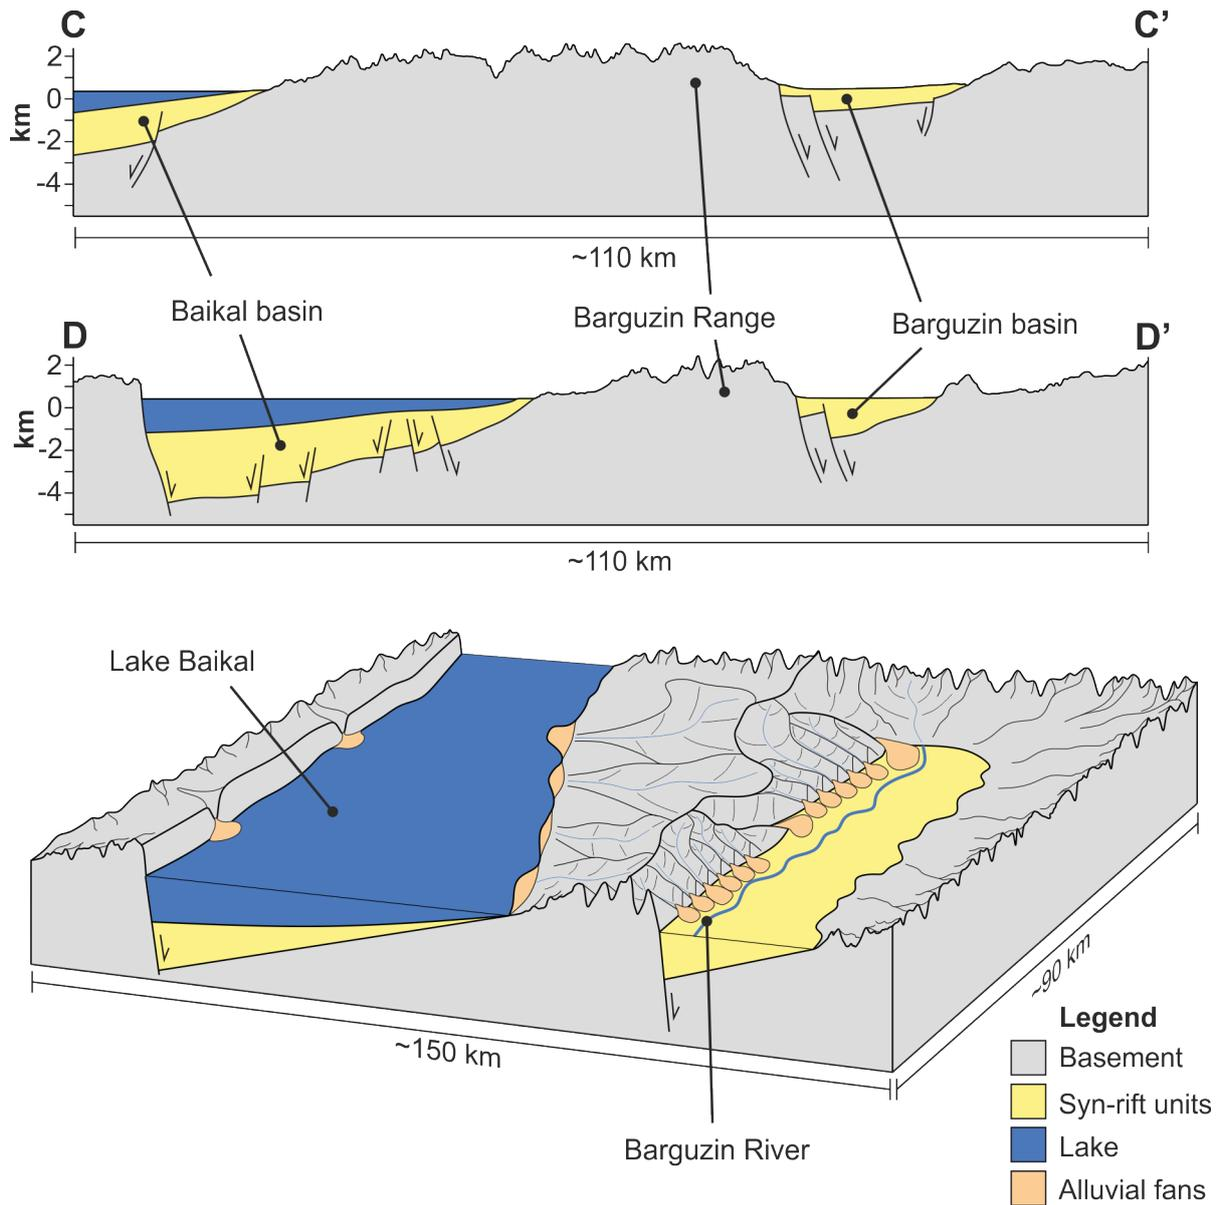 C
C’
2
0
-2
-4
km
~110 km
Baikal basin
Barguzin Range
Barguzin basin
D
D’
2
0
-2
-4
km
~110 km
Lake Baikal
~90 km
~150 km
Barguzin River
Legend
Basement
Syn-rift units
Lake
Alluvial fans